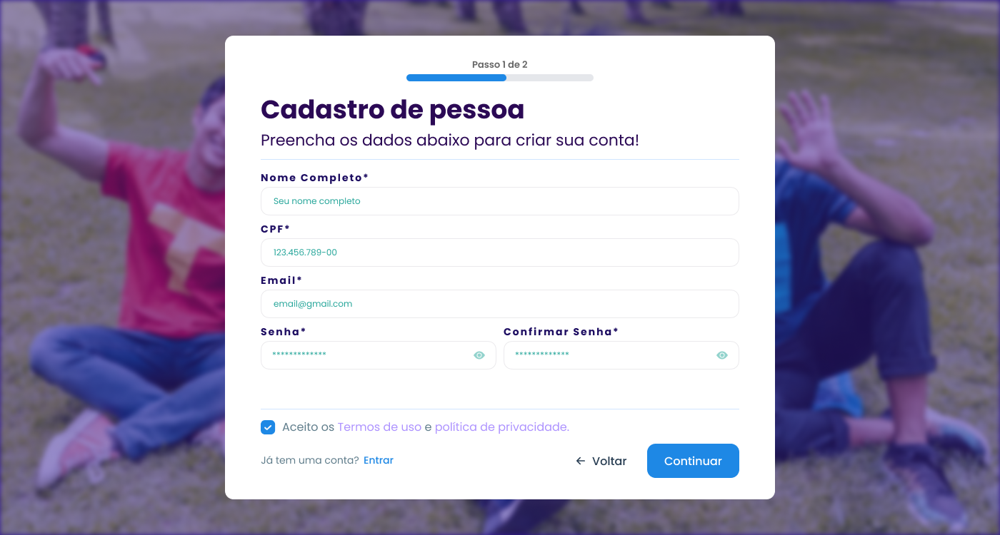 Passo 1 de 2
Cadastro de pessoa
Preencha os dados abaixo para criar sua conta!
Nome Completo*
Seu nome completo
CPF*
123.456.789-00
Email*
email@gmail.com
Senha* Confirmar Senha*
************* *************
Aceito os Termos de uso e política de privacidade.
Já tem uma conta? Entrar ← Voltar Continuar